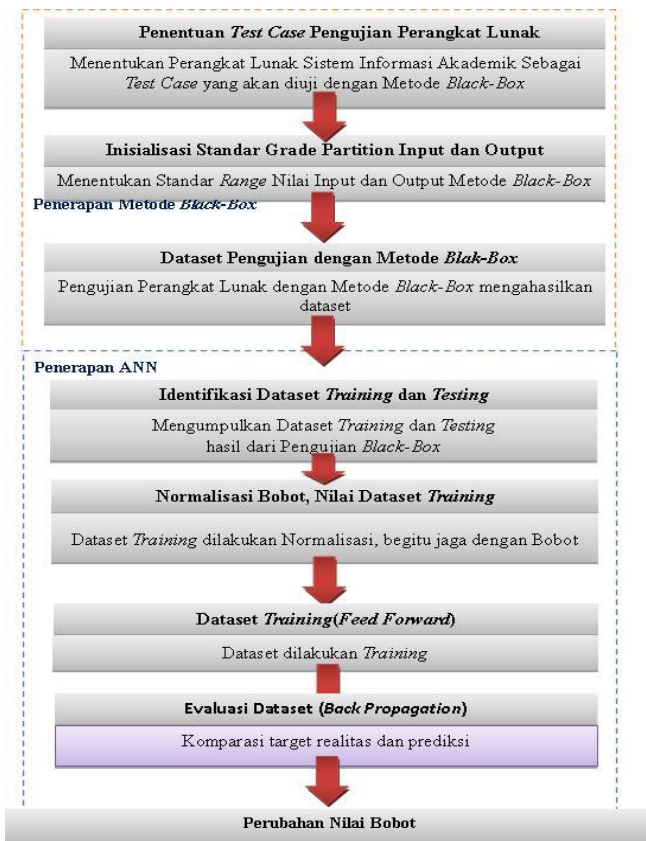 Penentuan Test Case Pengujian Perangkat Lunak
Menentukan Perangkat Lunak Sistem Informasi Akademik Sebagai
Test Case yang akan diuji dengan Metode Black-Box
Inisialisasi Standar Grade Partition Input dan Output
Menentukan Standar Range Nilai Input dan Output Metode Black-Box
Penerapan Metode Black-Box
Dataset Pengujian dengan Metode Blak-Box
Pengujian Perangkat Lunak dengan Metode Black-Box mengahasilkan
dataset
Penerapan ANN
Identifikasi Dataset Training dan Testing
Mengumpulkan Dataset Training dan Testing
hasil dari Pengujian Black-Box
Normalisasi Bobot, Nilai Dataset Training
Dataset Training dilakukan Normalisasi, begitu jaga dengan Bobot
Dataset Training(Feed Forward)
Dataset dilakukan Training
Evaluasi Dataset (Back Propagation)
Komparasi target realitas dan prediksi
Perubahan Nilai Bobot